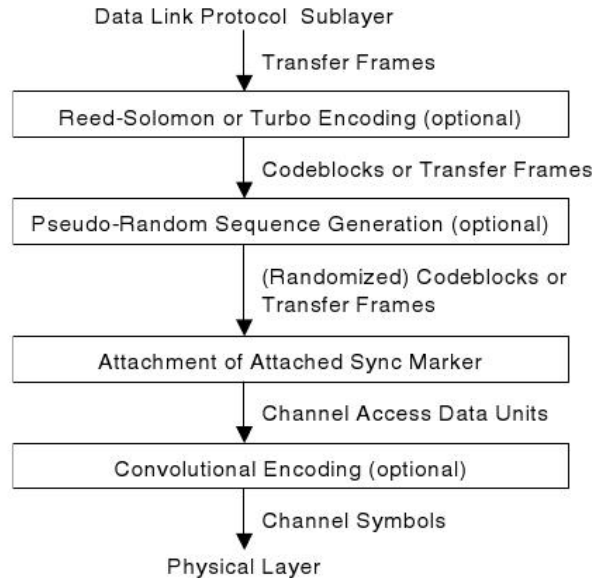 Data Link Protocol Sublayer
Transfer Frames
Reed-Solomon or Turbo Encoding (optional)
Codeblocks or Transfer Frames
Pseudo-Random Sequence Generation (optional)
(Randomized) Codeblocks or
Transfer Frames
Attachment of Attached Sync Marker
Channel Access Data Units
Convolutional Encoding (optional)
Channel Symbols
Physical Layer